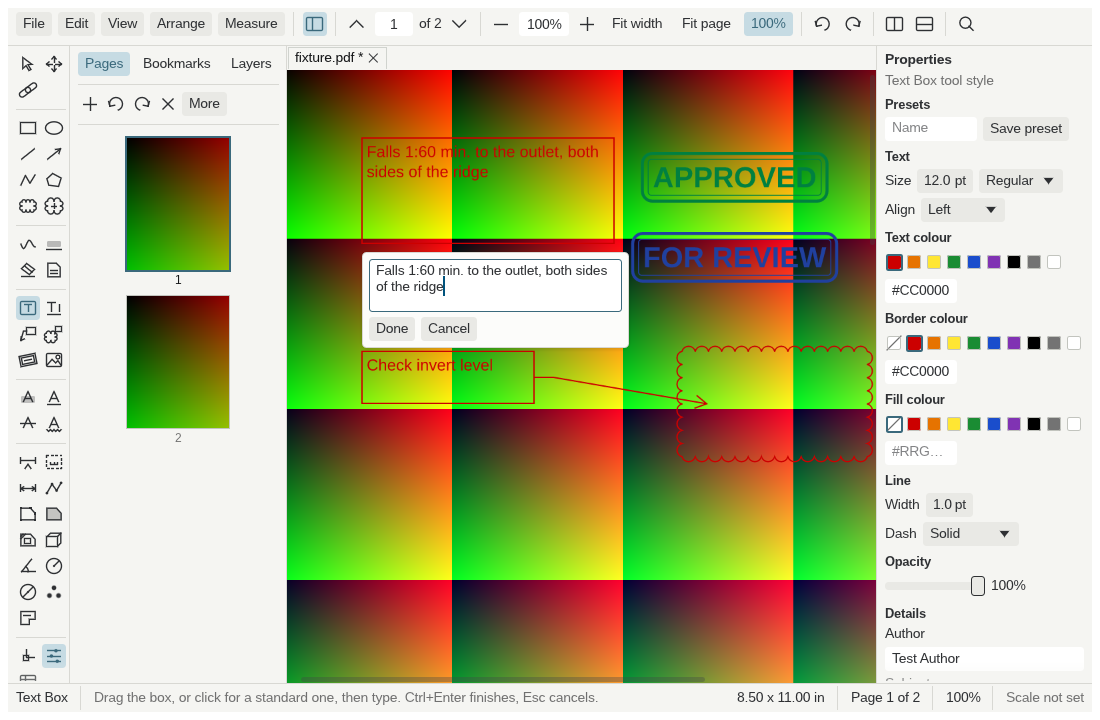 File Edit View Arrange Measure 1 of 2 100% Fit width Fit page 100%
Pages Bookmarks Layers
More
1
2
fixture.pdf *
Falls 1:60 min. to the outlet, both
sides of the ridge
APPROVED
FOR REVIEW
Falls 1:60 min. to the outlet, both sides
of the ridge
Done Cancel
Check invert level
Properties
Text Box tool style
Presets
Name Save preset
Text
Size 12.0 pt Regular
Align Left
Text colour
#CC0000
Border colour
#CC0000
Fill colour
#RRG…
Line
Width 1.0 pt
Dash Solid
Opacity
100%
Details
Author
Test Author
Text Box Drag the box, or click for a standard one, then type. Ctrl+Enter finishes, Esc cancels. 8.50 x 11.00 in Page 1 of 2 100% Scale not set